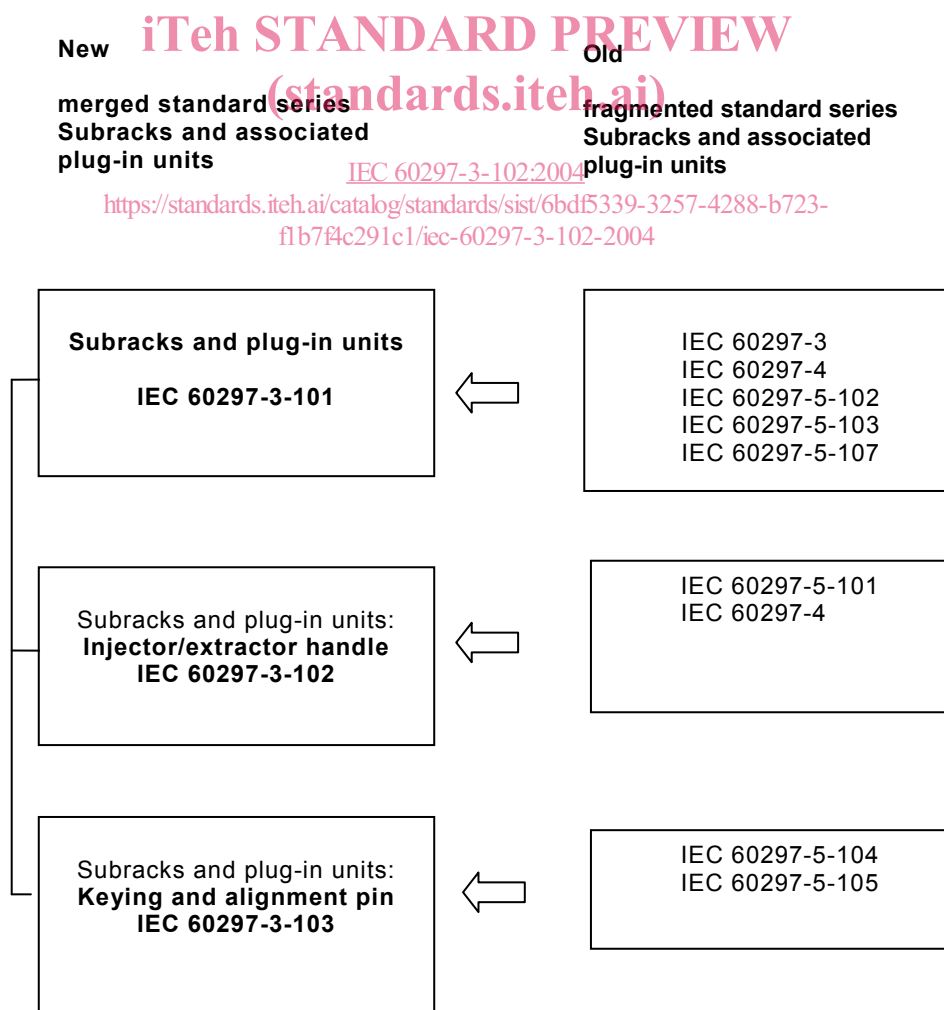 iTeh STANDARD PREVIEW
(standards.iteh.ai)
New
merged standard series
Subracks and associated
plug-in units
Old
fragmented standard series
Subracks and associated
plug-in units
IEC 60297-3-102:2004
https://standards.iteh.ai/catalog/standards/sist/6bdf5339-3257-4288-b723-
f1b7f4c291c1/iec-60297-3-102-2004
Subracks and plug-in units
IEC 60297-3-101
IEC 60297-3
IEC 60297-4
IEC 60297-5-102
IEC 60297-5-103
IEC 60297-5-107
Subracks and plug-in units:
Injector/extractor handle
IEC 60297-3-102
IEC 60297-5-101
IEC 60297-4
Subracks and plug-in units:
Keying and alignment pin
IEC 60297-3-103
IEC 60297-5-104
IEC 60297-5-105